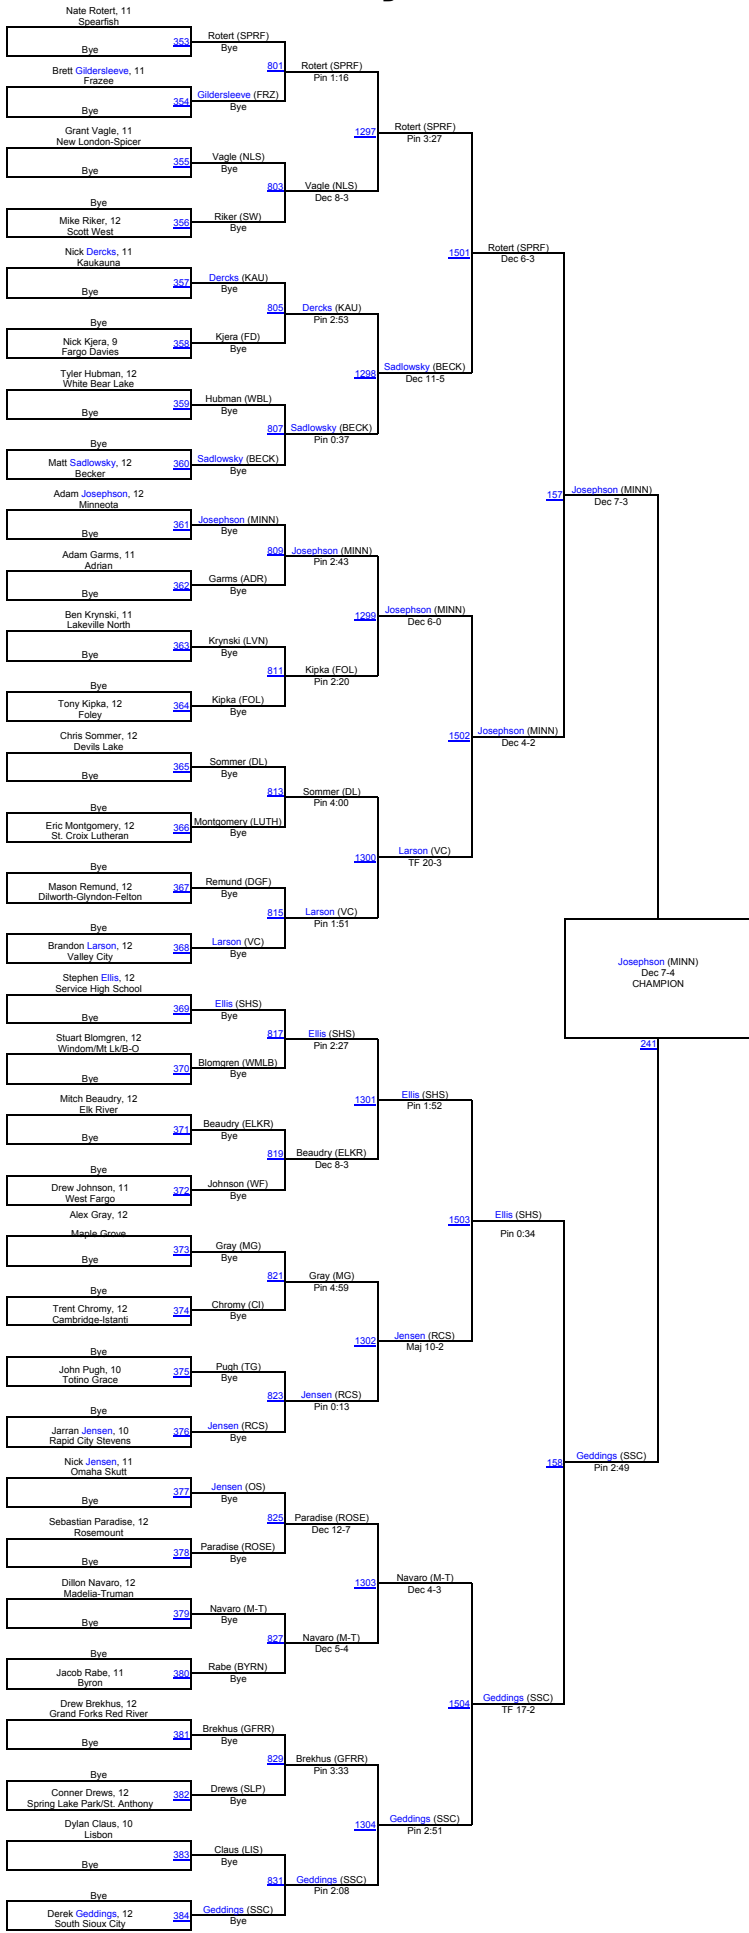 Nate Rotert, 11
Spearfish
353
Rotert (SPRF)
Bye
Bye
801
Rotert (SPRF)
Pin 1:16
Brett Gildersleeve, 11
Frazee
354
Gildersleeve (FRZ)
Bye
Bye
1297
Rotert (SPRF)
Pin 3:27
Grant Vagle, 11
New London-Spicer
355
Vagle (NLS)
Bye
Bye
803
Vagle (NLS)
Dec 8-3
Bye
Mike Riker, 12
Scott West
356
Riker (SW)
Bye
1501
Rotert (SPRF)
Dec 6-3
Nick Dercks, 11
Kaukauna
357
Dercks (KAU)
Bye
Bye
805
Dercks (KAU)
Pin 2:53
Bye
Nick Kjera, 9
Fargo Davies
358
Kjera (FD)
Bye
1298
Sadlowsky (BECK)
Dec 11-5
Tyler Hubman, 12
White Bear Lake
359
Hubman (WBL)
Bye
Bye
807
Sadlowsky (BECK)
Pin 0:37
Bye
Matt Sadlowsky, 12
Becker
360
Sadlowsky (BECK)
Bye
157
Josephson (MINN)
Dec 7-3
Adam Josephson, 12
Minneota
361
Josephson (MINN)
Bye
Bye
809
Josephson (MINN)
Pin 2:43
Adam Garms, 11
Adrian
362
Garms (ADR)
Bye
Bye
1299
Josephson (MINN)
Dec 6-0
Ben Krynski, 11
Lakeville North
363
Krynski (LVN)
Bye
Bye
811
Kipka (FOL)
Pin 2:20
Bye
Tony Kipka, 12
Foley
364
Kipka (FOL)
Bye
1502
Josephson (MINN)
Dec 4-2
Chris Sommer, 12
Devils Lake
365
Sommer (DL)
Bye
Bye
813
Sommer (DL)
Pin 4:00
Bye
Eric Montgomery, 12
St. Croix Lutheran
366
Montgomery (LUTH)
Bye
1300
Larson (VC)
TF 20-3
Bye
Mason Remund, 12
Dilworth-Glyndon-Felton
367
Remund (DGF)
Bye
815
Larson (VC)
Pin 1:51
Bye
Brandon Larson, 12
Valley City
368
Larson (VC)
Bye
Josephson (MINN)
Dec 7-4
CHAMPION
241
Stephen Ellis, 12
Service High School
369
Ellis (SHS)
Bye
Bye
817
Ellis (SHS)
Pin 2:27
Stuart Blomgren, 12
Windom/Mt Lk/B-O
370
Blomgren (WMLB)
Bye
Bye
1301
Ellis (SHS)
Pin 1:52
Mitch Beaudry, 12
Elk River
371
Beaudry (ELKR)
Bye
Bye
819
Beaudry (ELKR)
Dec 8-3
Bye
Drew Johnson, 11
West Fargo
372
Johnson (WF)
Bye
1503
Ellis (SHS)
Pin 0:34
Alex Gray, 12
Maple Grove
373
Gray (MG)
Bye
Bye
821
Gray (MG)
Pin 4:59
Bye
Trent Chromy, 12
Cambridge-Istanti
374
Chromy (CI)
Bye
1302
Jensen (RCS)
Maj 10-2
Bye
John Pugh, 10
Totino Grace
375
Pugh (TG)
Bye
823
Jensen (RCS)
Pin 0:13
Bye
Jarran Jensen, 10
Rapid City Stevens
376
Jensen (RCS)
Bye
158
Geddings (SSC)
Pin 2:49
Nick Jensen, 11
Omaha Skutt
377
Jensen (OS)
Bye
Bye
825
Paradise (ROSE)
Dec 12-7
Sebastian Paradise, 12
Rosemount
378
Paradise (ROSE)
Bye
Bye
1303
Navaro (M-T)
Dec 4-3
Dillon Navaro, 12
Madelia-Truman
379
Navaro (M-T)
Bye
Bye
827
Navaro (M-T)
Dec 5-4
Bye
Jacob Rabe, 11
Byron
380
Rabe (BYRN)
Bye
1504
Geddings (SSC)
TF 17-2
Drew Brekhus, 12
Grand Forks Red River
381
Brekhus (GFRR)
Bye
Bye
829
Brekhus (GFRR)
Pin 3:33
Bye
Conner Drews, 12
Spring Lake Park/St. Anthony
382
Drews (SLP)
Bye
1304
Geddings (SSC)
Pin 2:51
Dylan Claus, 10
Lisbon
383
Claus (LIS)
Bye
Bye
831
Geddings (SSC)
Pin 2:08
Bye
Derek Geddings, 12
South Sioux City
384
Geddings (SSC)
Bye